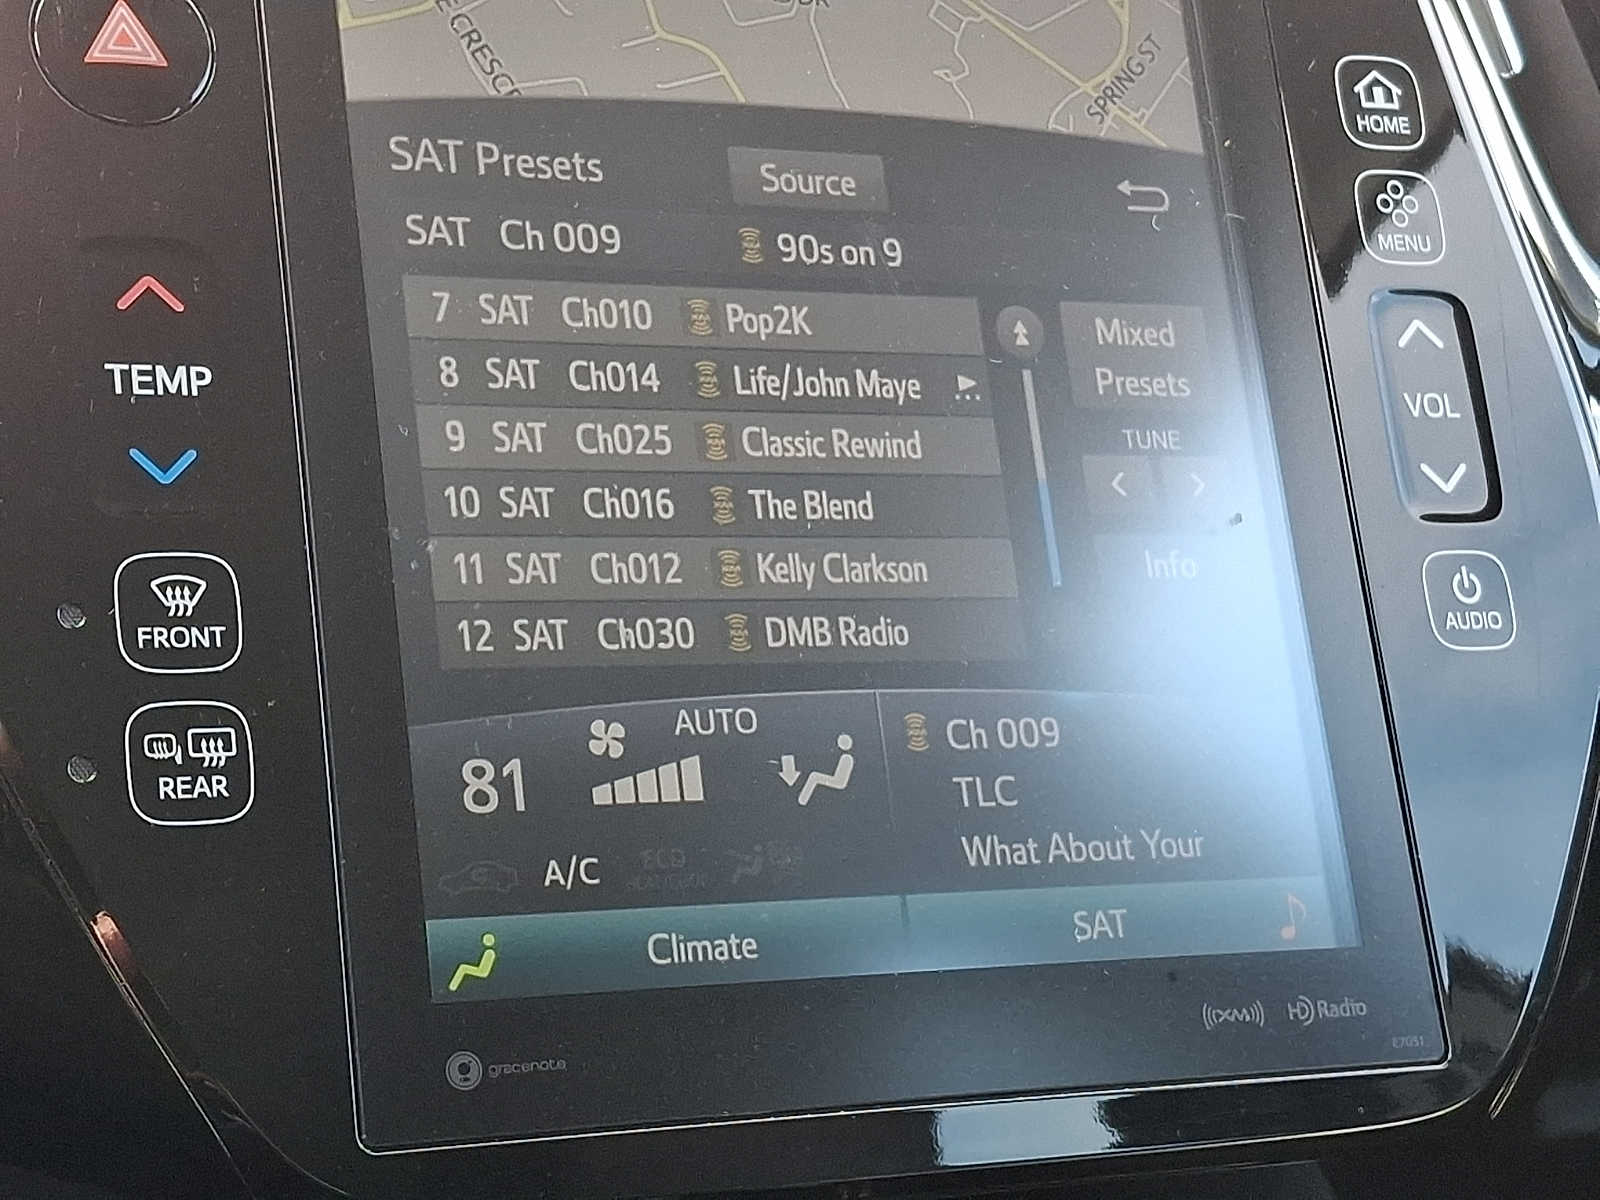 E CRESC
SPRING ST
HOME
MENU
SAT Presets
Source
SAT Ch 009 90s on 9
7 SAT Ch010 Pop2K
8 SAT Ch014 Life/John Maye
9 SAT Ch025 Classic Rewind
10 SAT Ch016 The Blend
11 SAT Ch012 Kelly Clarkson
12 SAT Ch030 DMB Radio
Mixed
Presets
TUNE
Info
VOL
AUDIO
TEMP
FRONT
REAR
81
AUTO
A/C
Ch 009
TLC
What About Your
Climate
SAT
gracenote
((XM))
HD Radio
E7051